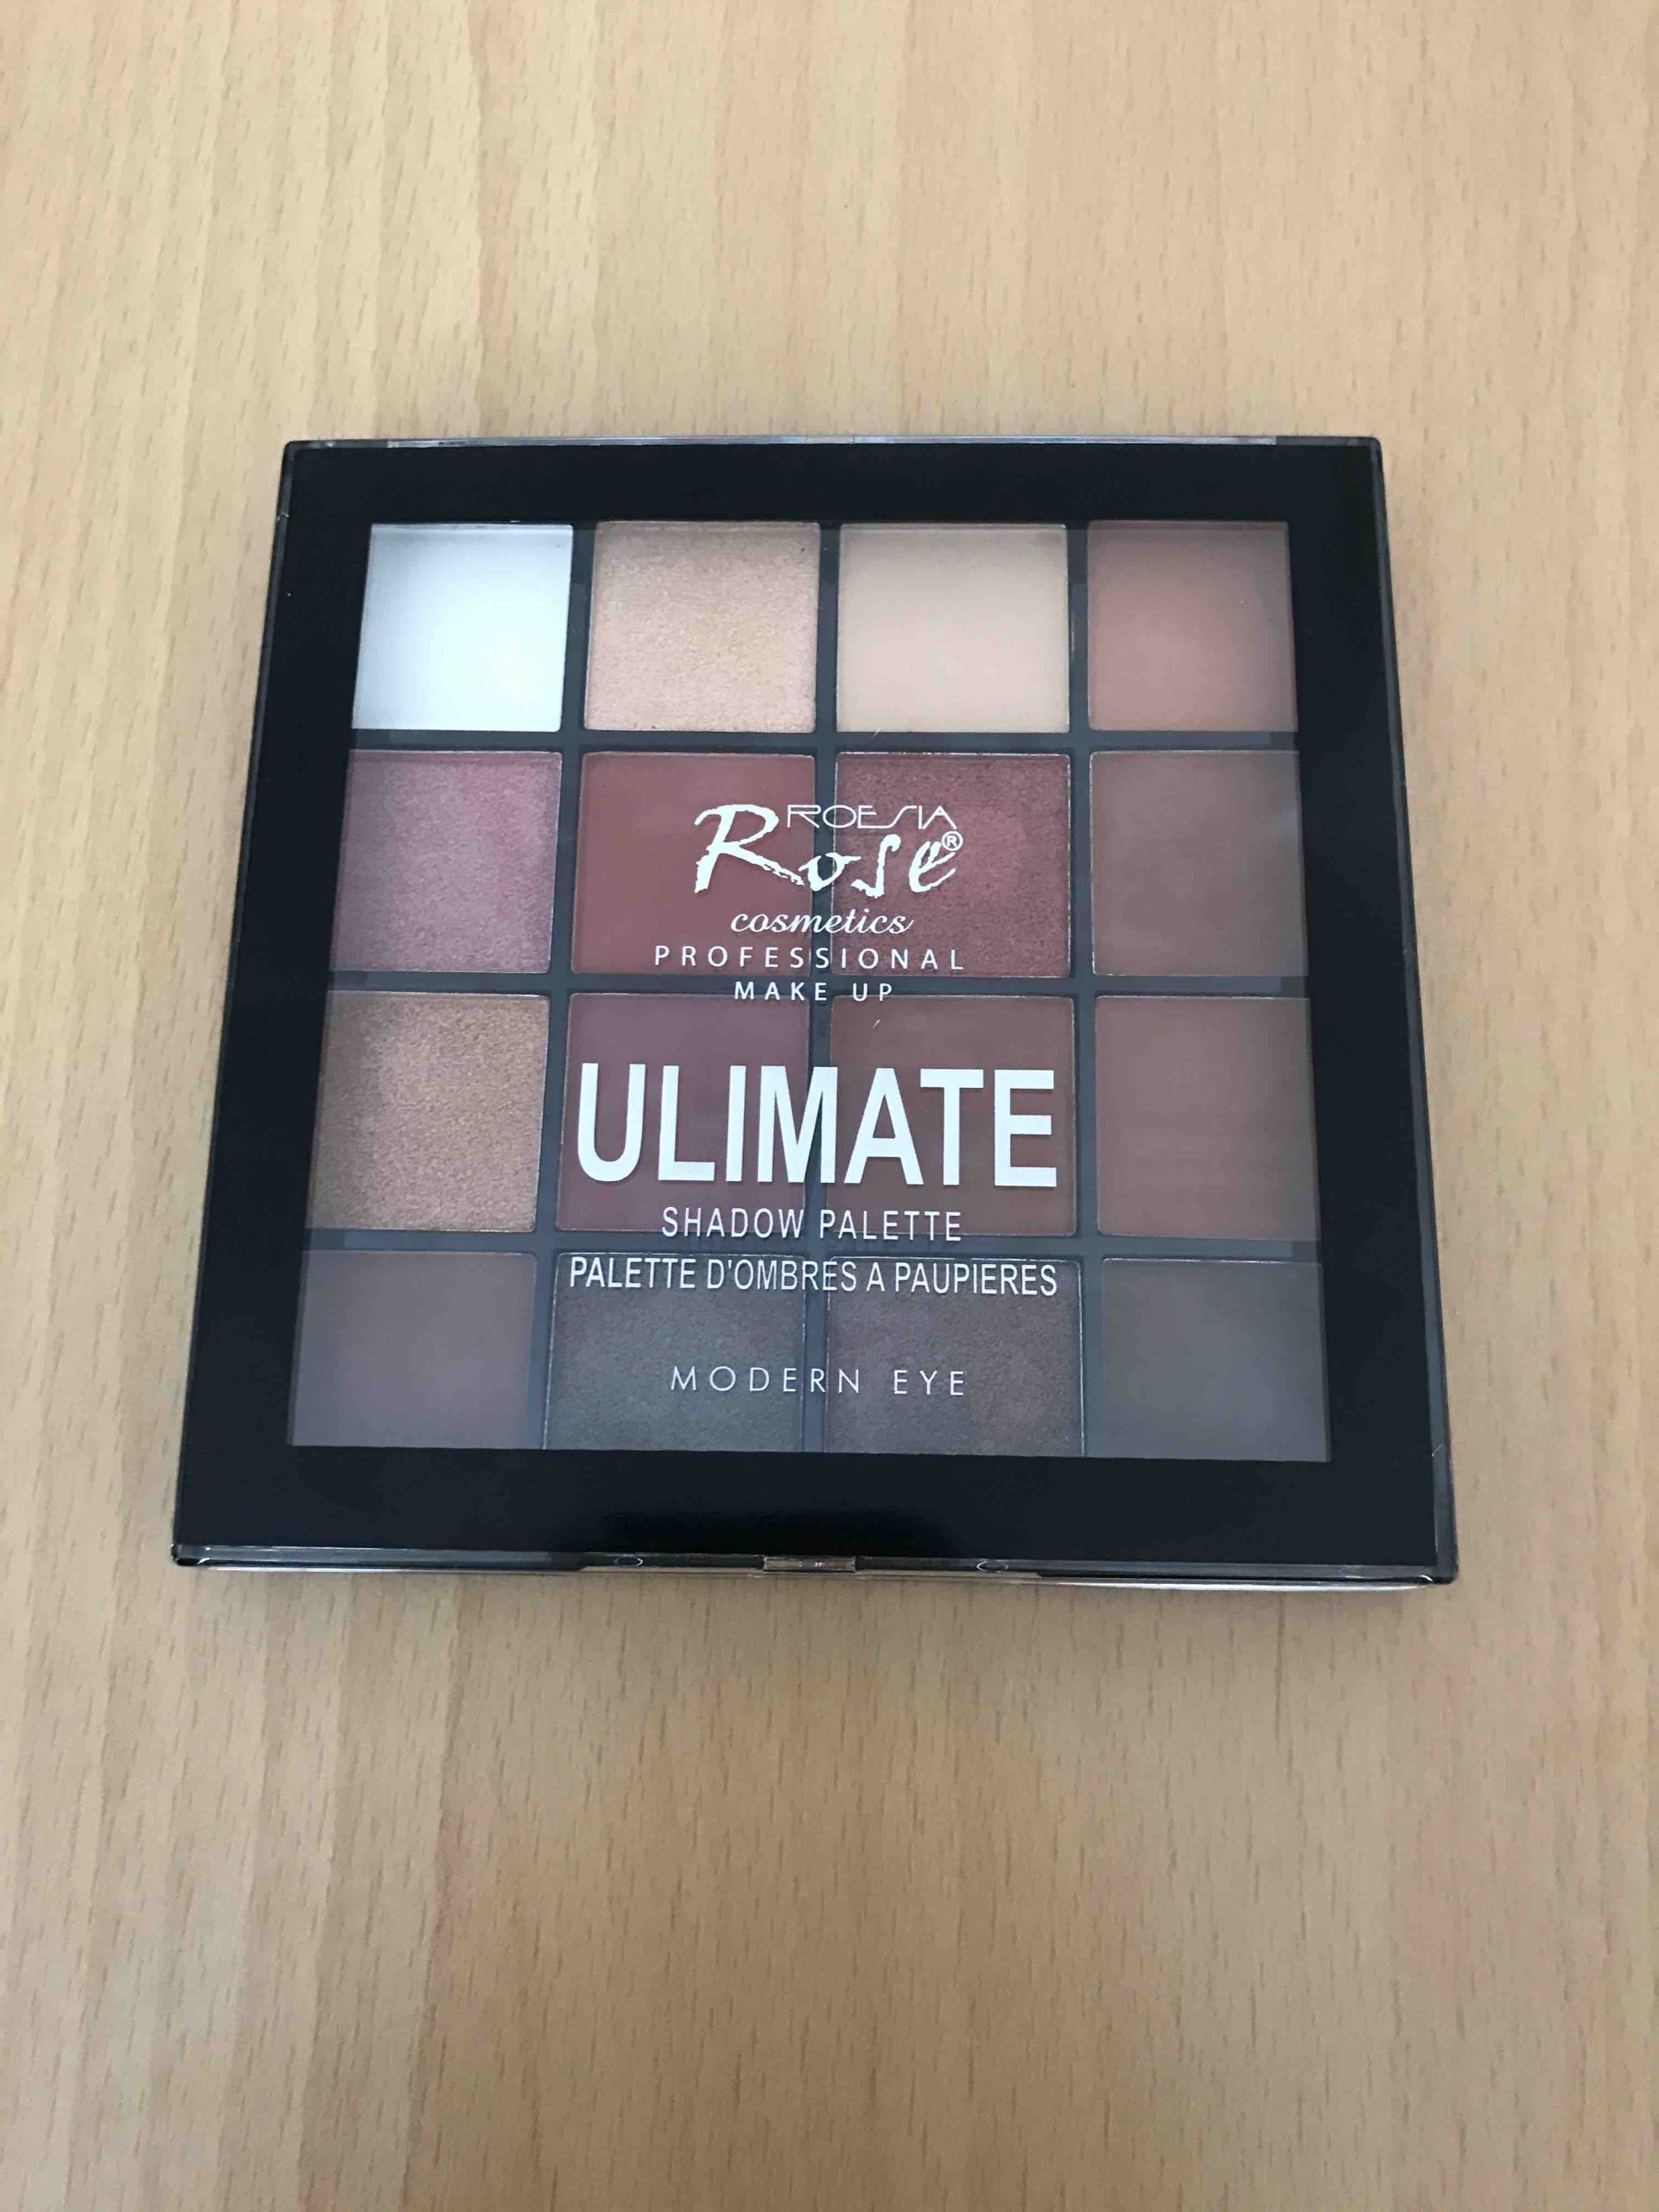 ROESIA
Rose®
cosmetics
PROFESSIONAL
MAKE UP
ULIMATE
SHADOW PALETTE
PALETTE D'OMBRES A PAUPIERES
MODERN EYE